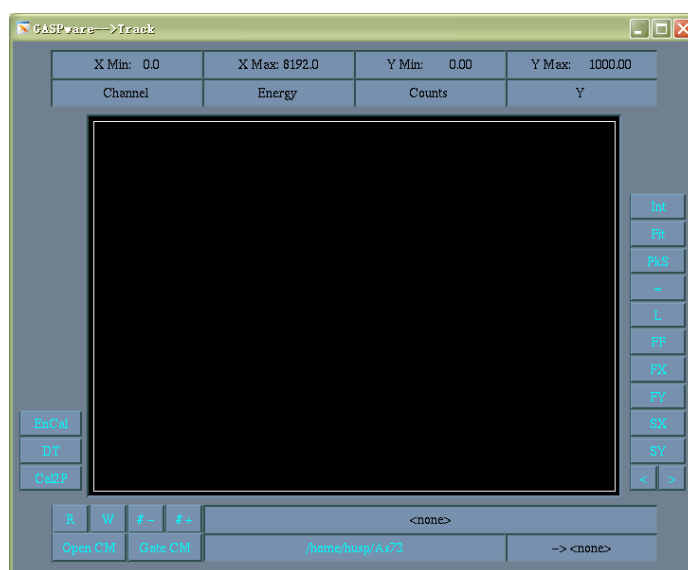 GASPware-->Track
X Min: 0.0 X Max: 8192.0 Y Min: 0.00 Y Max: 1000.00
Channel Energy Counts Y
Int
Fit
PkS
=
L
FF
FX
FY
EnCal SX
DT SY
Cal2P < >
R W #- #+ <none>
Open CM Gate CM /home/husp/As73 -> <none>